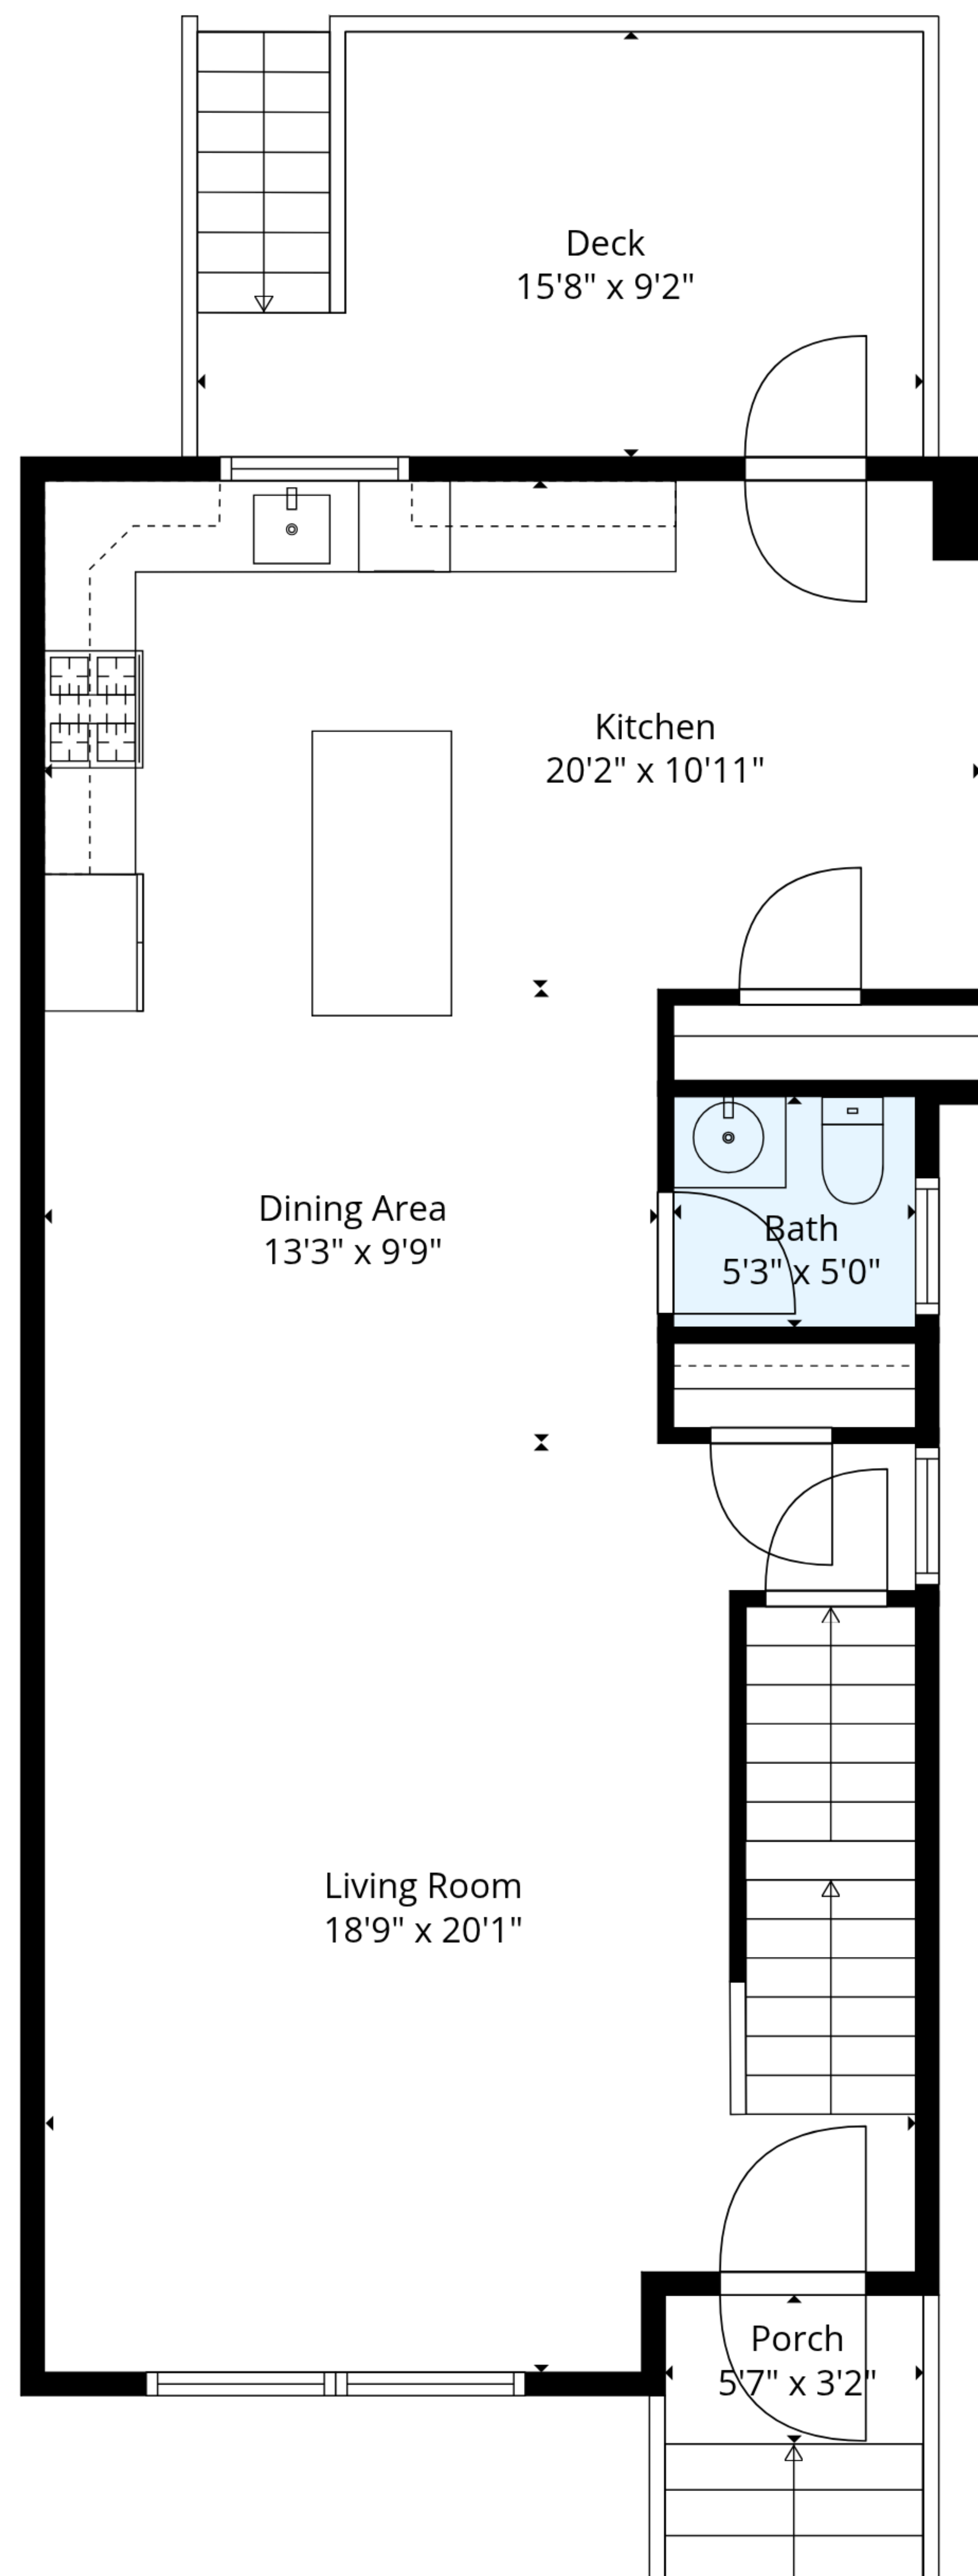 Deck
15'8" x 9'2"
Kitchen
20'2" x 10'11"
Dining Area
13'3" x 9'9"
Bath
5'3" x 5'0"
Living Room
18'9" x 20'1"
Porch
5'7" x 3'2"